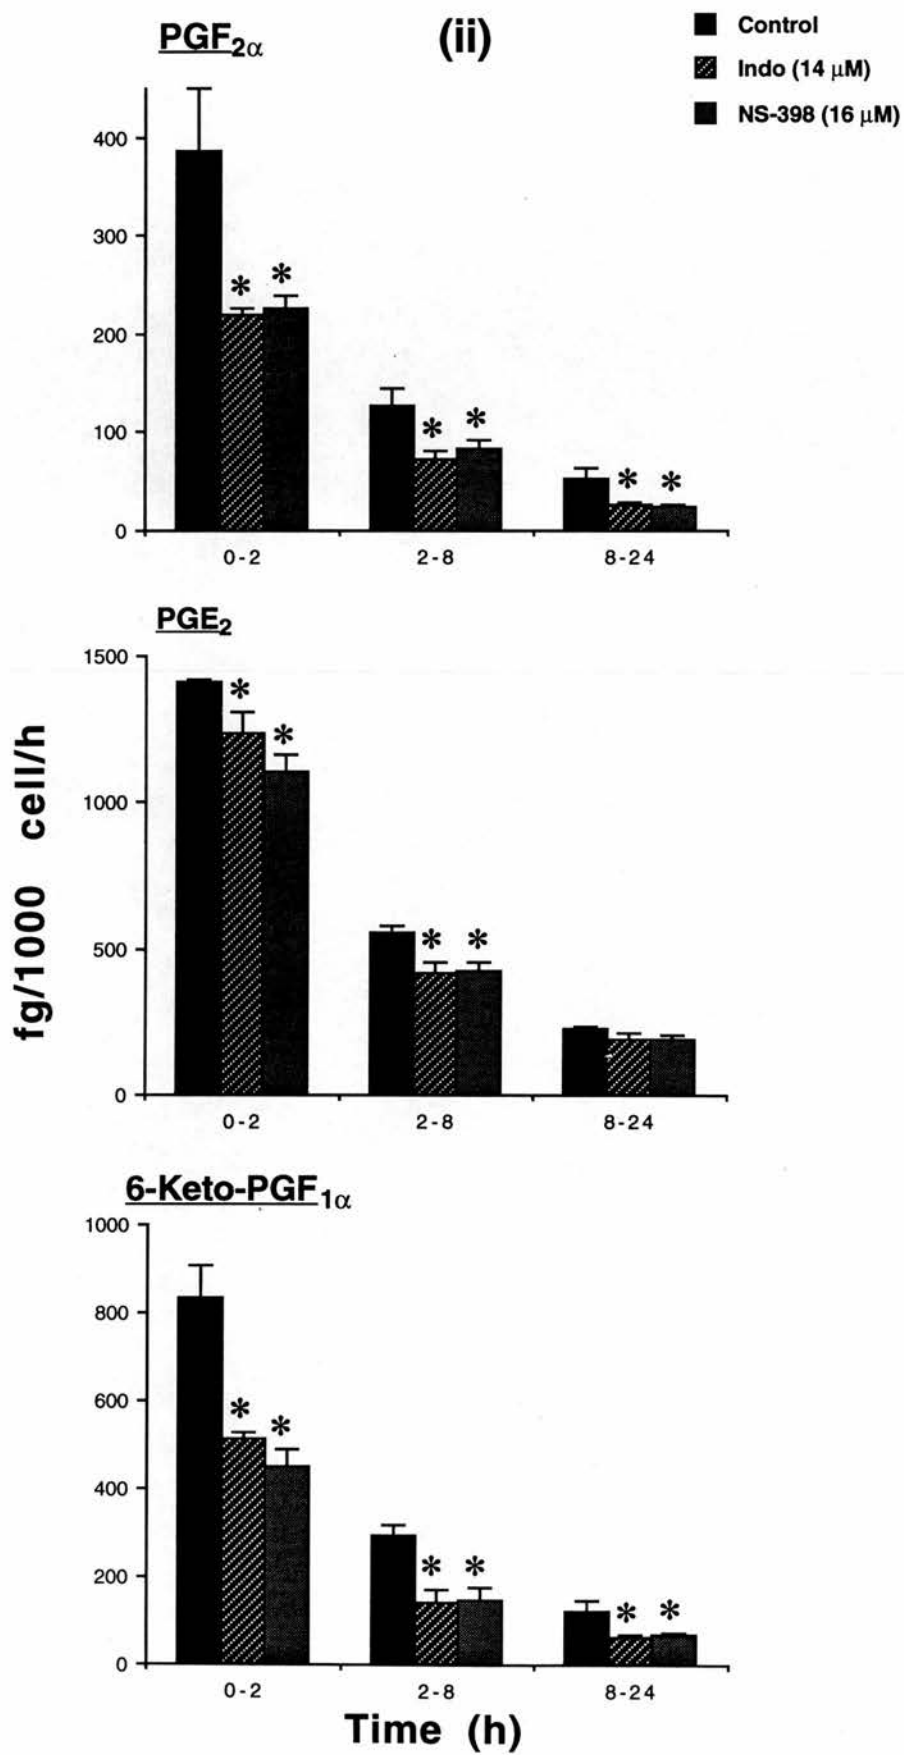 PGF2α
(ii)
Control
Indo (14 μM)
NS-398 (16 μM)
400
300
200
100
0
* * * * * *
0-2 2-8 8-24
PGE2
1500
1000
500
0
* * * *
0-2 2-8 8-24
fg/1000 cell/h
6-Keto-PGF1α
1000
800
600
400
200
0
* * * * * *
0-2 2-8 8-24
Time (h)